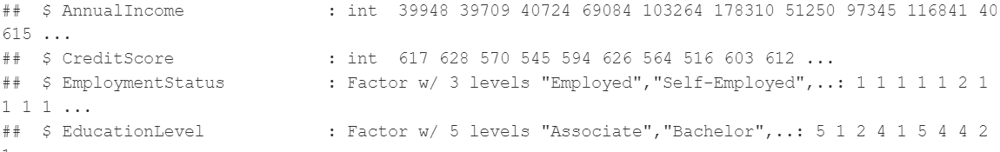 ##  $ AnnualIncome               : int  39948 39709 40724 69084 103264 178310 51250 97345 116841 40
615 ...
##  $ CreditScore                : int  617 628 570 545 594 626 564 516 603 612 ...
##  $ EmploymentStatus           : Factor w/ 3 levels "Employed","Self-Employed",..: 1 1 1 1 1 2 1
1 1 1 ...
##  $ EducationLevel             : Factor w/ 5 levels "Associate","Bachelor",..: 5 1 2 4 1 5 4 4 2